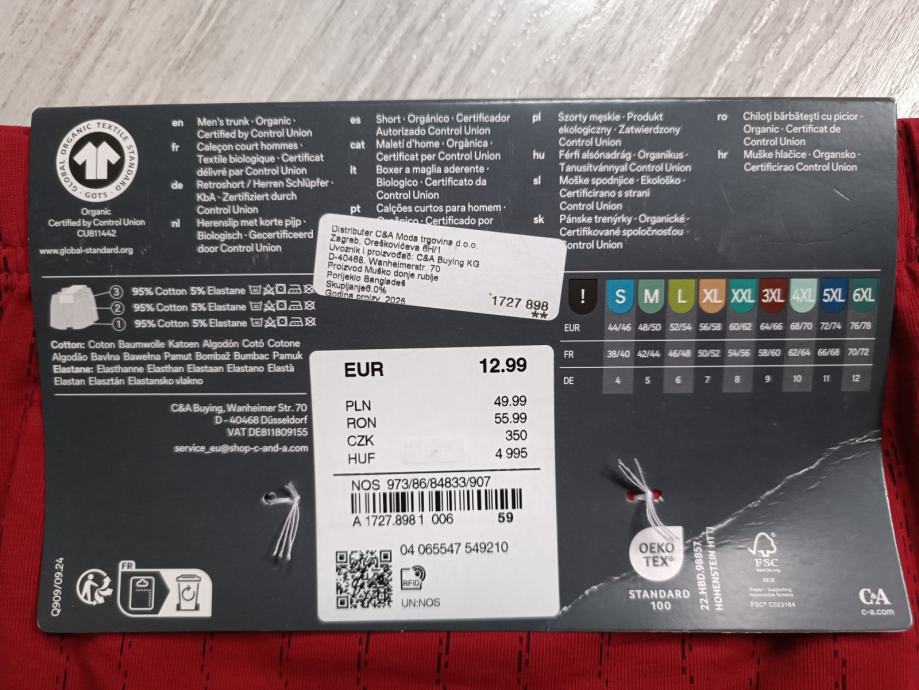 GLOBAL ORGANIC TEXTILE STANDARD · GOTS ·
Organic
Certified by Control Union
CU811442
www.global-standard.org
en Men's trunk · Organic ·
Certified by Control Union
fr Caleçon court hommes ·
Textile biologique · Certificat
délivré par Control Union
de Retroshort / Herren Schlüpfer ·
KbA · Zertifiziert durch
Control Union
nl Herenslip met korte pijp ·
Biologisch · Gecertifieerd
door Control Union
es Short · Orgánico · Certificador
Autorizado Control Union
cat Maletí d'home · Orgànica ·
Certificat per Control Union
it Boxer a maglia aderente ·
Biologico · Certificato da
Control Union
pt Calções curtos para homem ·
Orgânico · Certificado por
pl Szorty męskie · Produkt
ekologiczny · Zatwierdzony
Control Union
hu Férfi alsónadrág · Organikus ·
Tanusítvánnyal Control Union
sl Moške spodnjice · Ekološko ·
Certificirano s strani
Control Union
sk Pánske trenýrky · Organické ·
Certifikované spoločnosťou
Control Union
ro Chiloți bărbătești cu picior ·
Organic · Certificat de
Control Union
hr Muške hlačice · Organsko ·
Certificirao Control Union
Distributer C&A Moda trgovina d.o.o.
Zagreb, Oreškovićeva 6H/1
Uvoznik i proizvođač: C&A Buying KG
D-40468, Wanheimerstr. 70
Proizvod Muško donje rublje
Porijeklo Bangladeš
Skupljanje6.0%
Godina proizv. 2025
1727 898
**
3 95% Cotton 5% Elastane
2 95% Cotton 5% Elastane
1 95% Cotton 5% Elastane
Cotton: Coton Baumwolle Katoen Algodón Cotó Cotone
Algodão Bavlna Bawełna Pamut Bombaž Bumbac Pamuk
Elastane: Elasthanne Elasthan Elastaan Elastano Elastà
Elastan Elasztán Elastansko vlakno
C&A Buying, Wanheimer Str. 70
D - 40468 Düsseldorf
VAT DE811809155
service_eu@shop-c-and-a.com
! S M L XL XXL 3XL 4XL 5XL 6XL
EUR 44/46 48/50 52/54 56/58 60/62 64/66 68/70 72/74 76/78
FR 38/40 42/44 46/48 50/52 54/56 58/60 62/64 66/68 70/72
DE 4 5 6 7 8 9 10 11 12
EUR 12.99
PLN 49.99
RON 55.99
CZK 350
HUF 4 995
NOS 973/86/84833/907
A 1727.898 1 006 59
04 065547 549210
RFID
UN:NOS
Q909/09.24
FR
OEKO
TEX®
STANDARD
100
22.HBD.98857
HOHENSTEIN HTTI
FSC
www.fsc.org
MIX
Paper | Supporting
responsible forestry
FSC® C023164
C&A
c-a.com